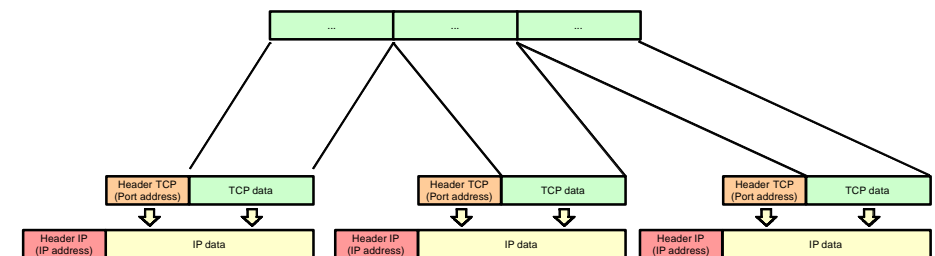 ... ... ...
Header TCP
(Port address)
TCP data
Header TCP
(Port address)
TCP data
Header TCP
(Port address)
TCP data
Header IP
(IP address)
IP data
Header IP
(IP address)
IP data
Header IP
(IP address)
IP data